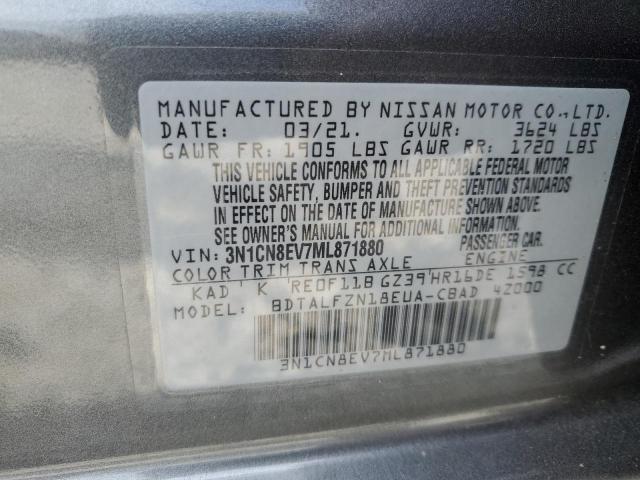 MANUFACTURED BY NISSAN MOTOR CO.,LTD.
DATE: 03/21. GVWR: 3624 LBS
GAWR FR: 1905 LBS GAWR RR: 1720 LBS
THIS VEHICLE CONFORMS TO ALL APPLICABLE FEDERAL MOTOR
VEHICLE SAFETY, BUMPER AND THEFT PREVENTION STANDARDS
IN EFFECT ON THE DATE OF MANUFACTURE SHOWN ABOVE.
SEE OWNER'S MANUAL FOR ADDITIONAL INFORMATION.
VIN: 3N1CN8EV7ML871880 PASSENGER CAR.
COLOR TRIM TRANS AXLE ENGINE
KAD ' K 'RE0F11B GZ39'HR16DE 1598 CC
BDTALFZN18EUA-CBAD 4Z000
3N1CN8EV7ML871880